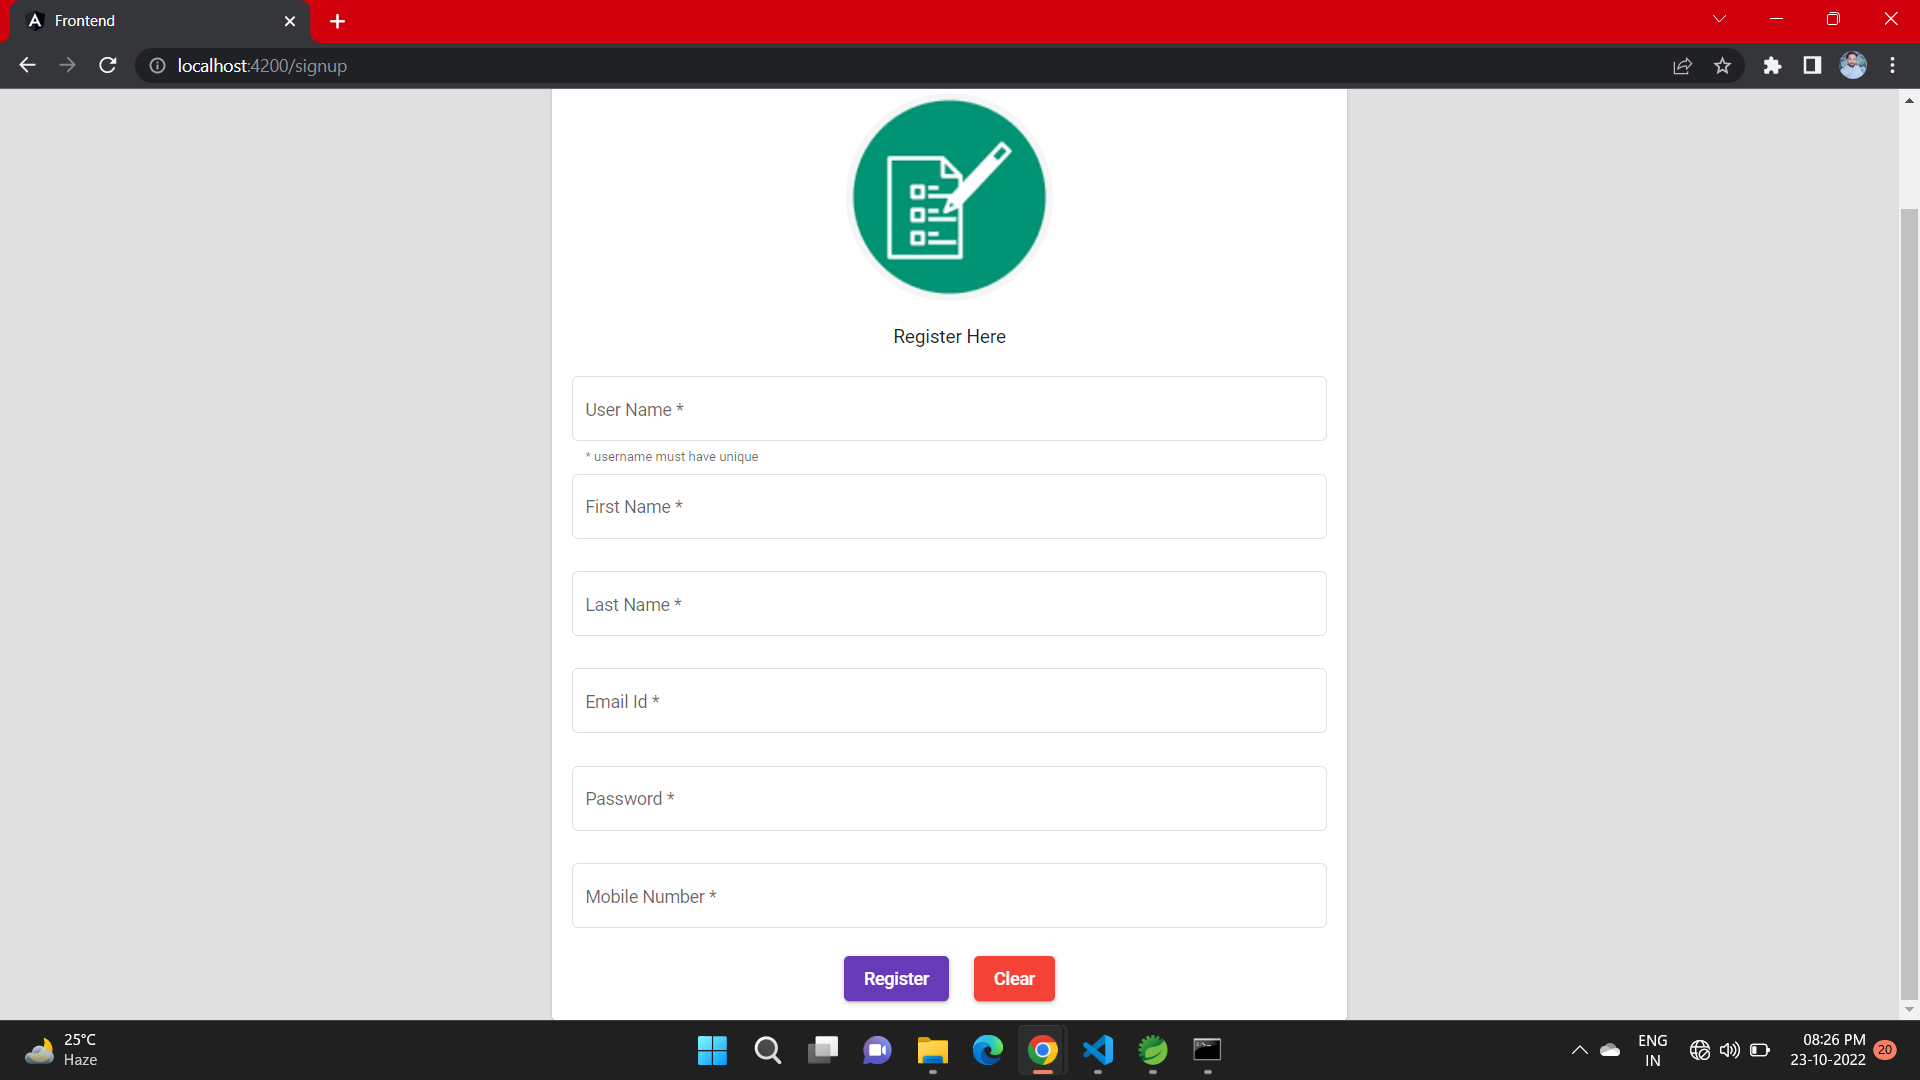 Frontend
localhost:4200/signup
Register Here
User Name *
* username must have unique
First Name *
Last Name *
Email Id *
Password *
Mobile Number *
Register
Clear
25°C
Haze
ENG
IN
08:26 PM
23-10-2022
20